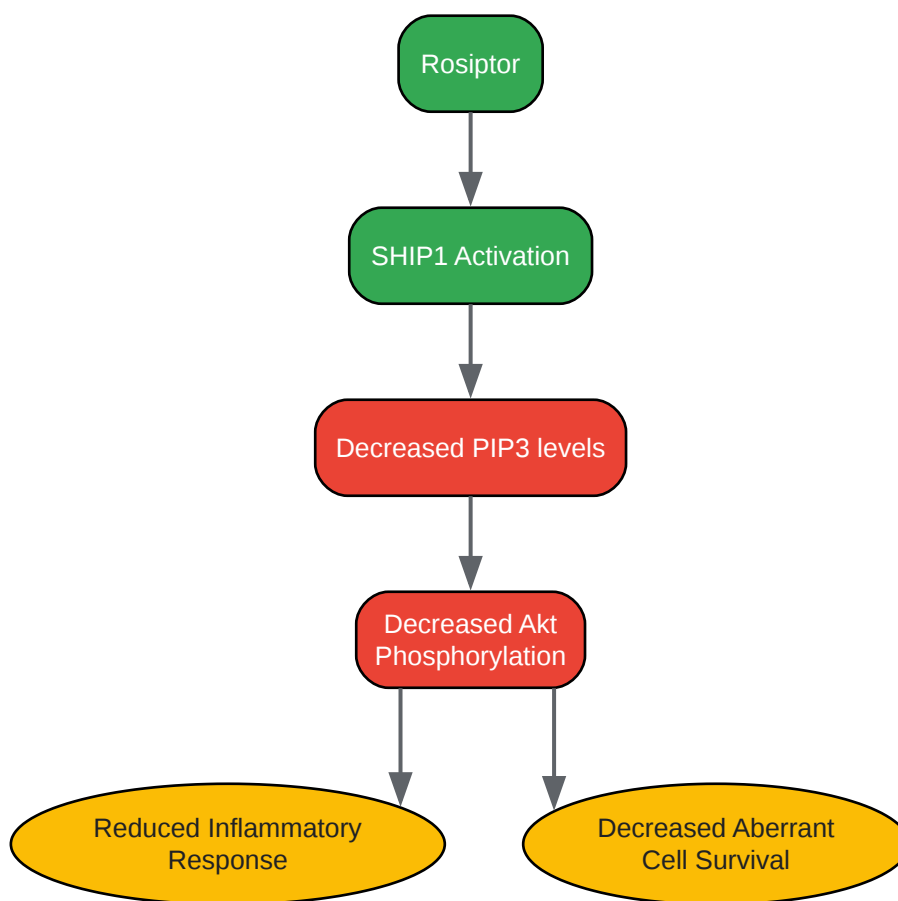 Rosiptor
SHIP1 Activation
Decreased PIP3 levels
Decreased Akt
Phosphorylation
Reduced Inflammatory
Response
Decreased Aberrant
Cell Survival